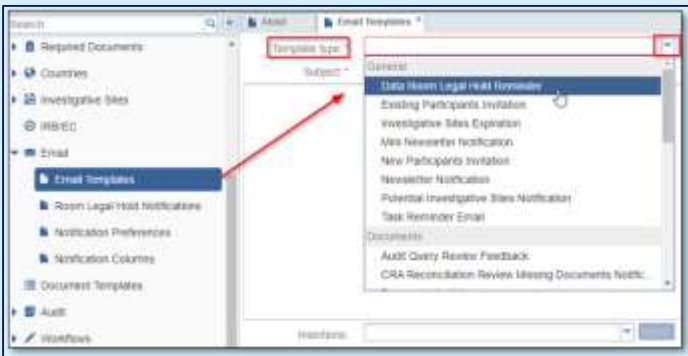 Search
About
Email Templates
Required Documents
Countries
Investigative Sites
IRB/EC
Email
Email Templates
Room Legal Hold Notifications
Notification Preferences
Notification Columns
Document Templates
Audit
Workflows
Template type: *
Subject: *
General
Data Room Legal Hold Reminder
Existing Participants Invitation
Investigative Sites Expiration
Mini Newsletter Notification
New Participants Invitation
Newsletter Notification
Potential Investigative Sites Notification
Task Reminder Email
Documents
Audit Query Review Feedback
CRA Reconciliation Review Missing Documents Notific...
Insertions: